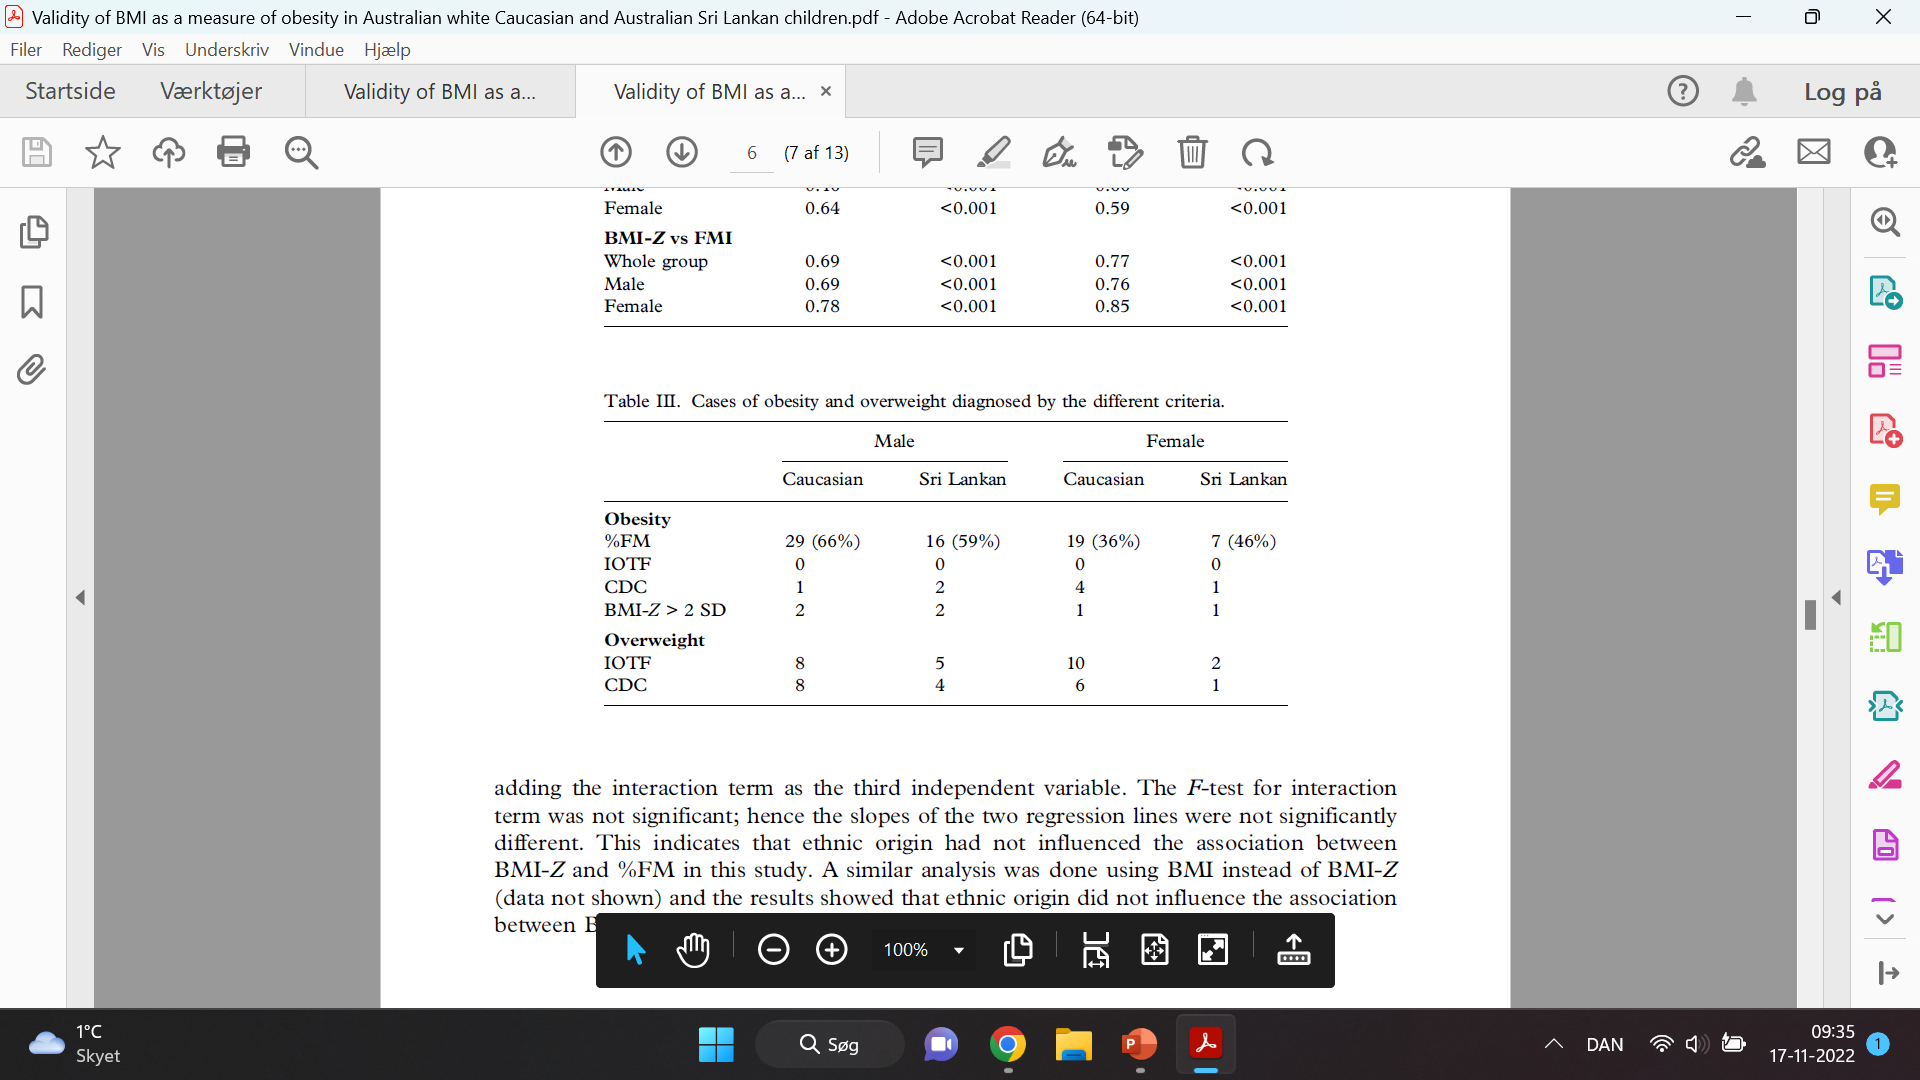 Validity of BMI as a measure of obesity in Australian white Caucasian and Australian Sri Lankan children.pdf - Adobe Acrobat Reader (64-bit)
Filer Rediger Vis Underskriv Vindue Hjælp
Startside Værktøjer Validity of BMI as a... Validity of BMI as a... × Log på
6 (7 af 13)
Female 0.64 <0.001 0.59 <0.001
BMI-Z vs FMI
Whole group 0.69 <0.001 0.77 <0.001
Male 0.69 <0.001 0.76 <0.001
Female 0.78 <0.001 0.85 <0.001
Table III. Cases of obesity and overweight diagnosed by the different criteria.
Male Female
Caucasian Sri Lankan Caucasian Sri Lankan
Obesity
%FM 29 (66%) 16 (59%) 19 (36%) 7 (46%)
IOTF 0 0 0 0
CDC 1 2 4 1
BMI-Z > 2 SD 2 2 1 1
Overweight
IOTF 8 5 10 2
CDC 8 4 6 1
adding the interaction term as the third independent variable. The F-test for interaction
term was not significant; hence the slopes of the two regression lines were not significantly
different. This indicates that ethnic origin had not influenced the association between
BMI-Z and %FM in this study. A similar analysis was done using BMI instead of BMI-Z
(data not shown) and the results showed that ethnic origin did not influence the association
between
100%
1°C
Skyet
Søg
DAN
09:35
17-11-2022
1